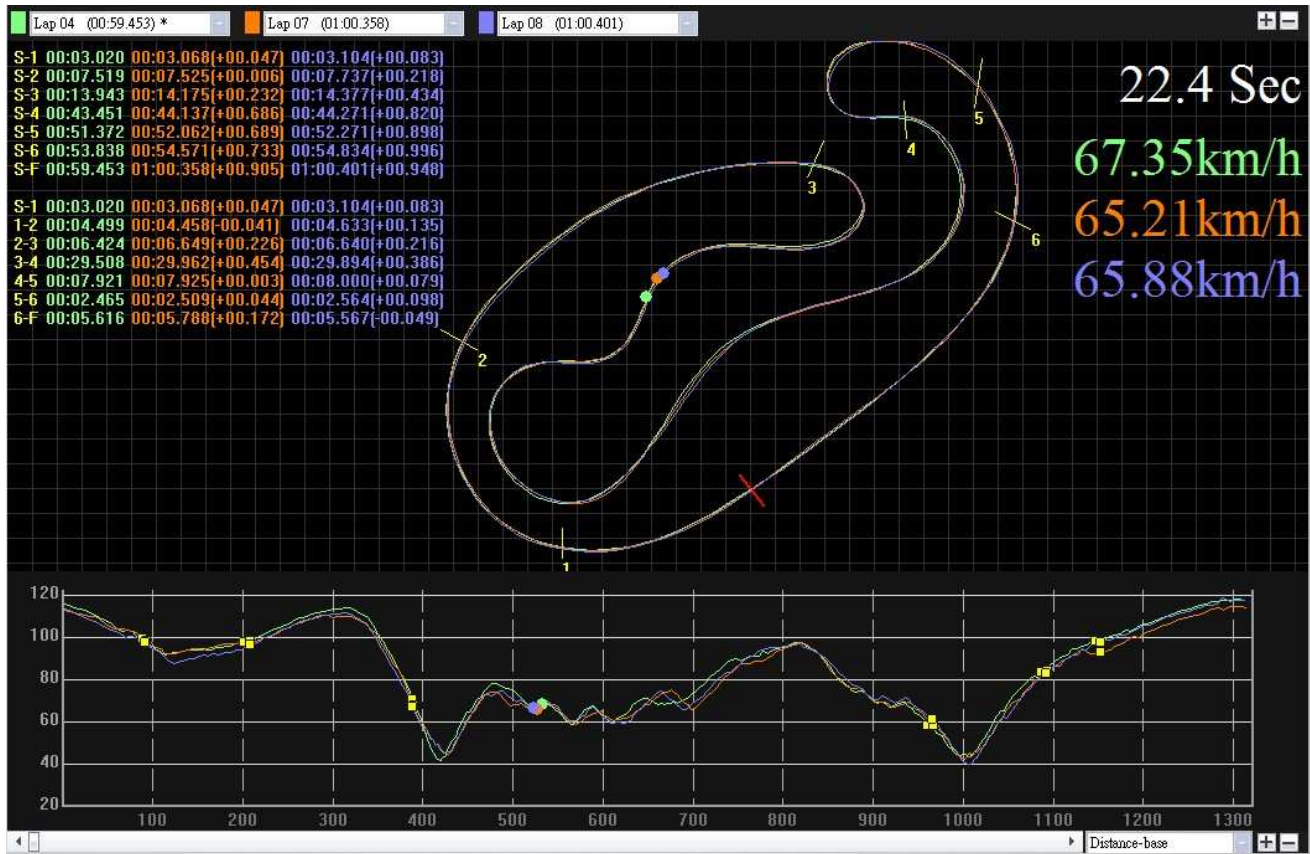 Lap 04 (00:59.453) * Lap 07 (01:00.358) Lap 08 (01:00.401)
S-1 00:03.020 00:03.068(+00.047) 00:03.104(+00.083)
S-2 00:07.519 00:07.525(+00.006) 00:07.737(+00.218)
S-3 00:13.943 00:14.175(+00.232) 00:14.377(+00.434)
S-4 00:43.451 00:44.137(+00.686) 00:44.271(+00.820)
S-5 00:51.372 00:52.062(+00.689) 00:52.271(+00.898)
S-6 00:53.838 00:54.571(+00.733) 00:54.834(+00.996)
S-F 00:59.453 01:00.358(+00.905) 01:00.401(+00.948)
S-1 00:03.020 00:03.068(+00.047) 00:03.104(+00.083)
1-2 00:04.499 00:04.458(-00.041) 00:04.633(+00.135)
2-3 00:06.424 00:06.649(+00.226) 00:06.640(+00.216)
3-4 00:29.508 00:29.962(+00.454) 00:29.894(+00.386)
4-5 00:07.921 00:07.925(+00.003) 00:08.000(+00.079)
5-6 00:02.465 00:02.509(+00.044) 00:02.564(+00.098)
6-F 00:05.616 00:05.788(+00.172) 00:05.567(-00.049)
22.4 Sec
67.35km/h
65.21km/h
65.88km/h
5
4
3
6
2
1
120
100
80
60
40
20
100 200 300 400 500 600 700 800 900 1000 1100 1200 1300
Distance-base